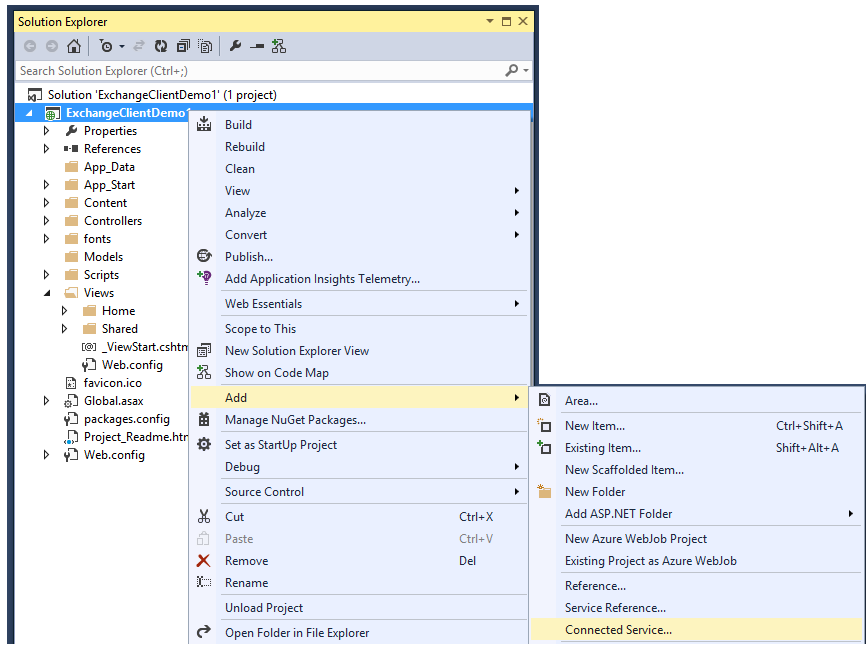 Solution Explorer
Search Solution Explorer (Ctrl+;)
Solution 'ExchangeClientDemo1' (1 project)
ExchangeClientDemo1
Properties
References
App_Data
App_Start
Content
Controllers
fonts
Models
Scripts
Views
Home
Shared
_ViewStart.cshtm
Web.config
favicon.ico
Global.asax
packages.config
Project_Readme.htm
Web.config
Build
Rebuild
Clean
View
Analyze
Convert
Publish...
Add Application Insights Telemetry...
Web Essentials
Scope to This
New Solution Explorer View
Show on Code Map
Add
Manage NuGet Packages...
Set as StartUp Project
Debug
Source Control
Cut Ctrl+X
Paste Ctrl+V
Remove Del
Rename
Unload Project
Open Folder in File Explorer
Area...
New Item... Ctrl+Shift+A
Existing Item... Shift+Alt+A
New Scaffolded Item...
New Folder
Add ASP.NET Folder
New Azure WebJob Project
Existing Project as Azure WebJob
Reference...
Service Reference...
Connected Service...